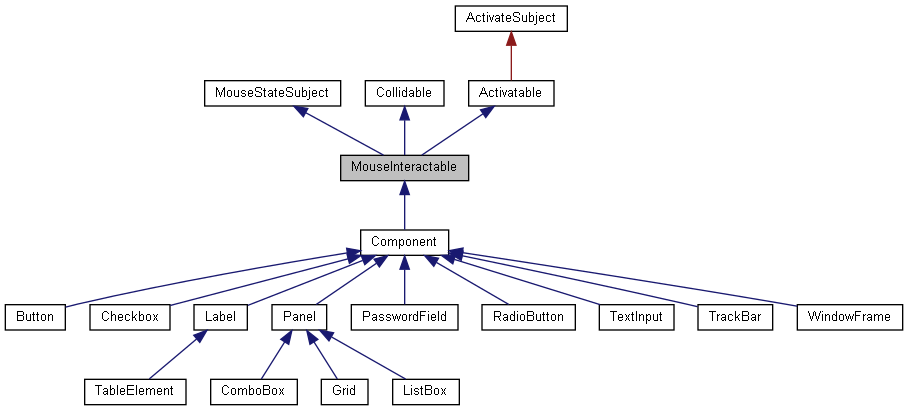 ActivateSubject
MouseStateSubject
Collidable
Activatable
MouseInteractable
Component
Button
Checkbox
Label
Panel
PasswordField
RadioButton
TextInput
TrackBar
WindowFrame
TableElement
ComboBox
Grid
ListBox